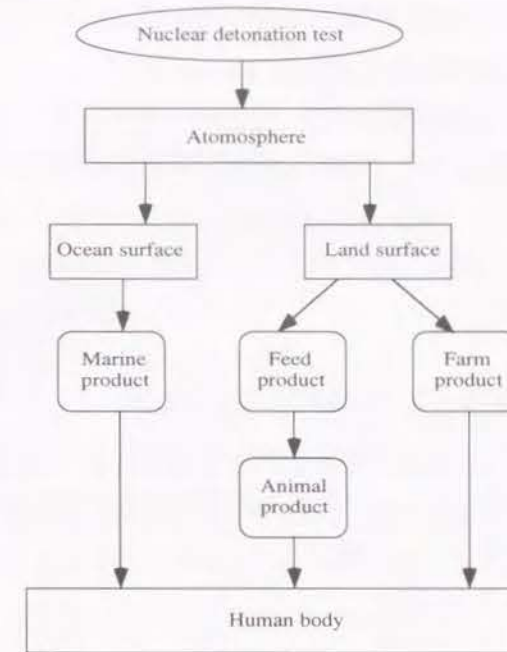 Nuclear detonation test
Atomosphere
Ocean surface
Land surface
Marine
product
Feed
product
Farm
product
Animal
product
Human body